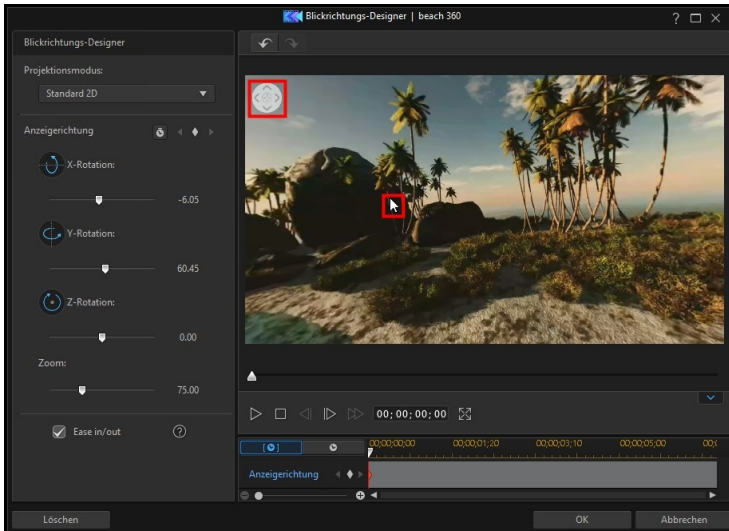 Blickrichtungs-Designer | beach 360
?
Blickrichtungs-Designer
Projektionsmodus:
Standard 2D
Anzeigerichtung
X-Rotation:
-6.05
Y-Rotation:
60.45
Z-Rotation:
0.00
Zoom:
75.00
Ease in/out
?
00; 00; 00; 00
00;00;00;00 00;00;01;20 00;00;03;10 00;00;05;00 00;(
Anzeigerichtung
Löschen
OK
Abbrechen